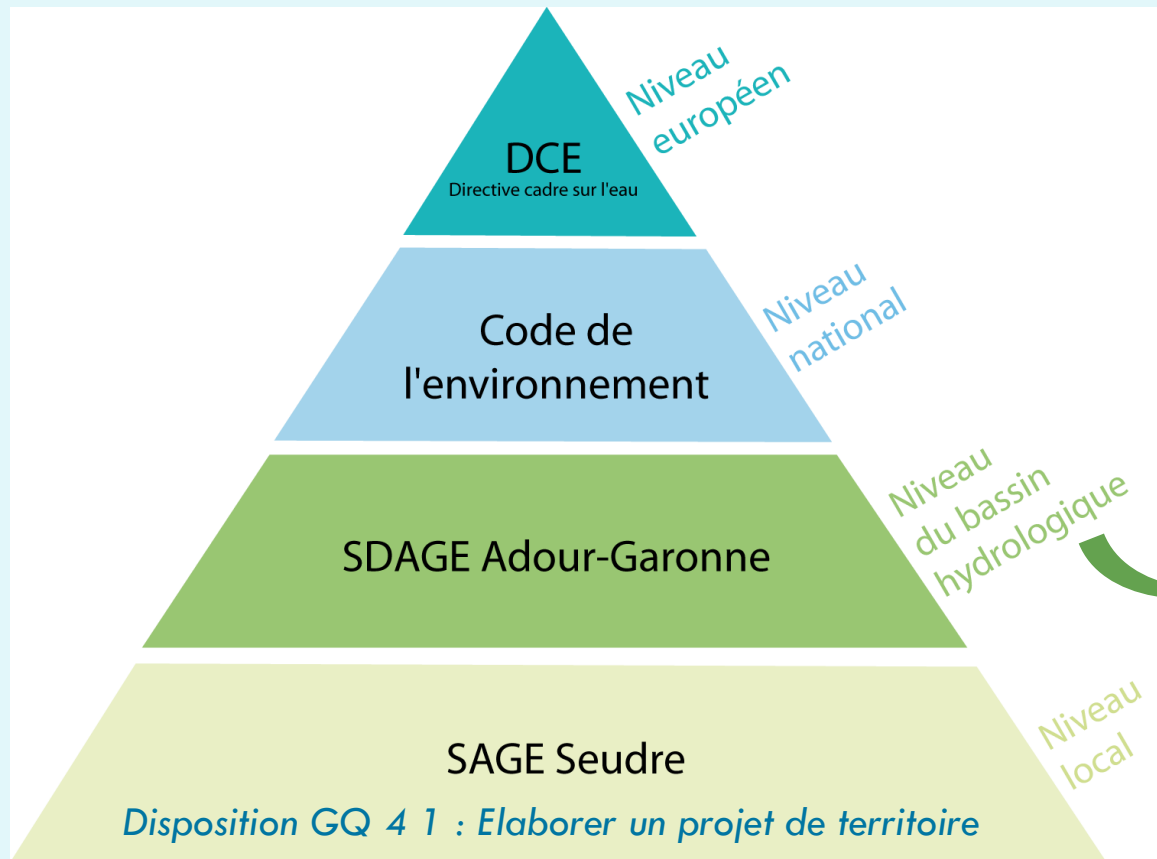 Niveau
européen
DCE
Directive cadre sur l'eau
Niveau
national
Code de
l'environnement
Niveau
du bassin
hydrologique
SDAGE Adour-Garonne
Niveau
local
SAGE Seudre
Disposition GQ 4 1 : Elaborer un projet de territoire